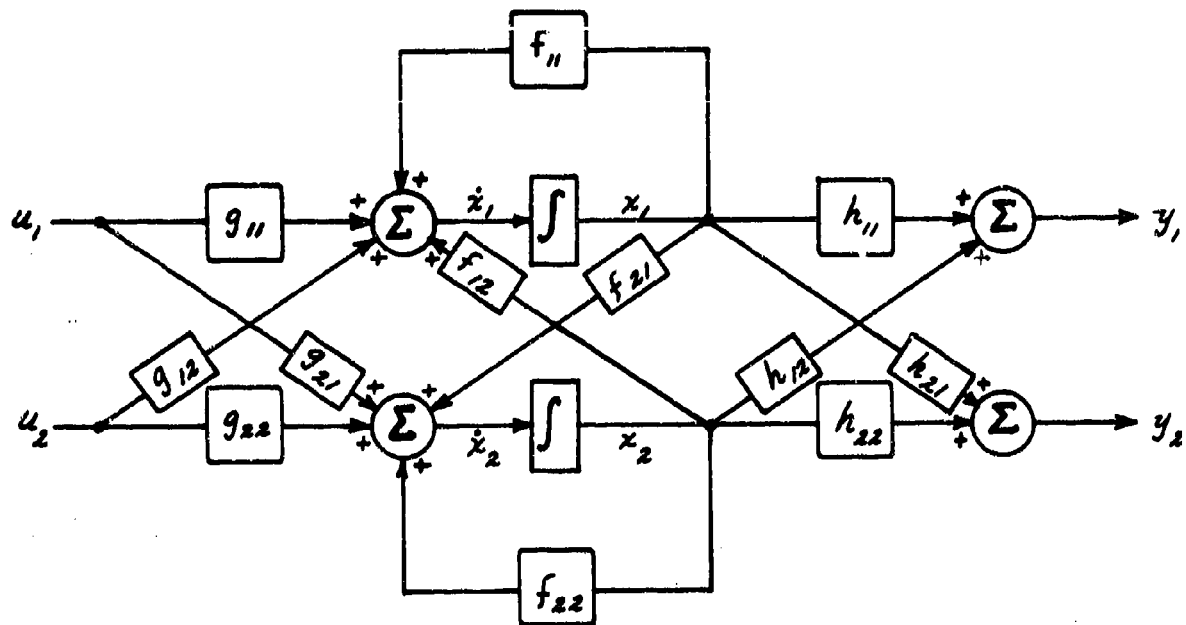 f₁₁
+
u₁ g₁₁ + Σ ẋ₁ ∫ x₁ h₁₁ + Σ y₁
+ + f₁₂ f₂₁ +
g₁₂ g₂₁ h₁₂ h₂₁
+ + +
u₂ g₂₂ + Σ ẋ₂ ∫ x₂ h₂₂ + Σ y₂
+
f₂₂